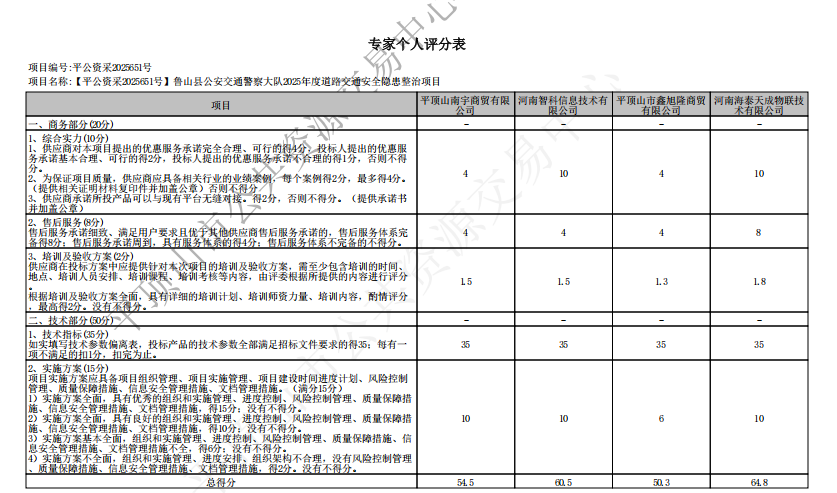 专家个人评分表
项目编号:平公资采2025651号
项目名称:【平公资采2025651号】鲁山县公安交通警察大队2025年度道路交通安全隐患整治项目
项目 平顶山南宇商贸有限公司 河南智科信息技术有限公司 平顶山市鑫旭隆商贸有限公司 河南海泰天成物联技术有限公司
一、商务部分(20分) - - - -
1、综合实力(10分)
1、供应商对本项目提出的优惠服务承诺完全合理、可行的得4分；投标人提出的优惠服
务承诺基本合理、可行的得2分，投标人提出的优惠服务承诺不合理的得1分，否则不得
分。
2、为保证项目质量，供应商应具备相关行业的业绩案例，每个案例得2分，最多得4分。
（提供相关证明材料复印件并加盖公章）否则不得分
3、供应商承诺所投产品可以与现有平台无缝对接。得2分，否则不得分。（提供承诺书
并加盖公章）
4 10 4 10
2、售后服务(8分)
售后服务承诺细致、满足用户要求且优于其他供应商售后服务承诺的，售后服务体系完
备得8分；售后服务承诺周到，具有服务体系的得4分；售后服务体系不完备的不得分。
4 4 4 8
3、培训及验收方案(2分)
供应商在投标方案中应提供针对本次项目的培训及验收方案，需至少包含培训的时间、
地点、培训人员安排、培训课程、培训考核等内容，由评委根据所提供的内容进行评分
。
根据培训及验收方案全面，具有详细的培训计划、培训师资力量、培训内容，酌情评分
，最高得2分。没有不得分。
1.5 1.5 1.3 1.8
二、技术部分(50分) - - - -
1、技术指标(35分)
如实填写技术参数偏离表，投标产品的技术参数全部满足招标文件要求的得35；每有一
项不满足的扣1分，扣完为止。
35 35 35 35
2、实施方案(15分)
项目实施方案应具备项目组织管理、项目实施管理、项目建设时间进度计划、风险控制
管理、质量保障措施、信息安全管理措施、文档管理措施。（满分15分）
1）实施方案全面，具有优秀的组织和实施管理、进度控制、风险控制管理、质量保障措
施、信息安全管理措施、文档管理措施，得15分；没有不得分。
2）实施方案全面，具有良好的组织和实施管理、进度控制、风险控制管理、质量保障措
施、信息安全管理措施、文档管理措施，得10分；没有不得分。
3）实施方案基本全面，组织和实施管理、进度控制、风险控制管理、质量保障措施、信
息安全管理措施、文档管理措施不全，得6分；没有不得分。
4）实施方案不全面，组织和实施管理、进度安排、组织架构不合理，没有风险控制管理
、质量保障措施、信息安全管理措施、文档管理措施，得2分。没有不得分。
10 10 6 10
总得分 54.5 60.5 50.3 64.8
平顶山市公共资源交易中心
市公共资源交易中心